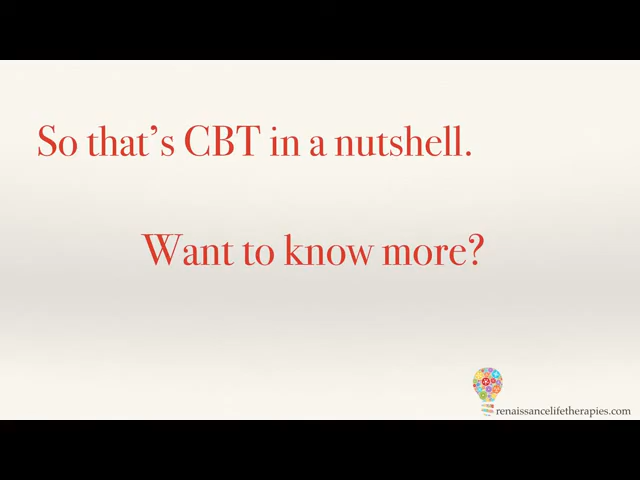 So that’s CBT in a nutshell.
Want to know more?
renaissancelifetherapies.com